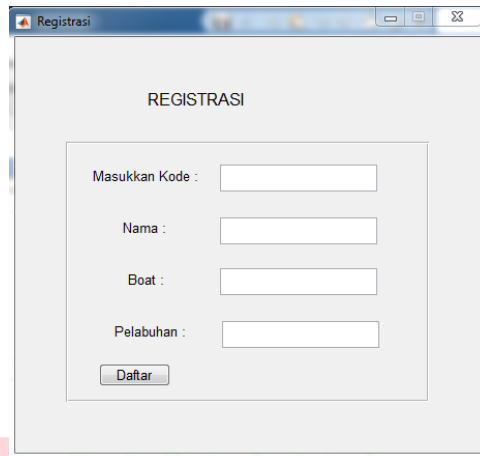 Registrasi
REGISTRASI
Masukkan Kode :
Nama :
Boat :
Pelabuhan :
Daftar